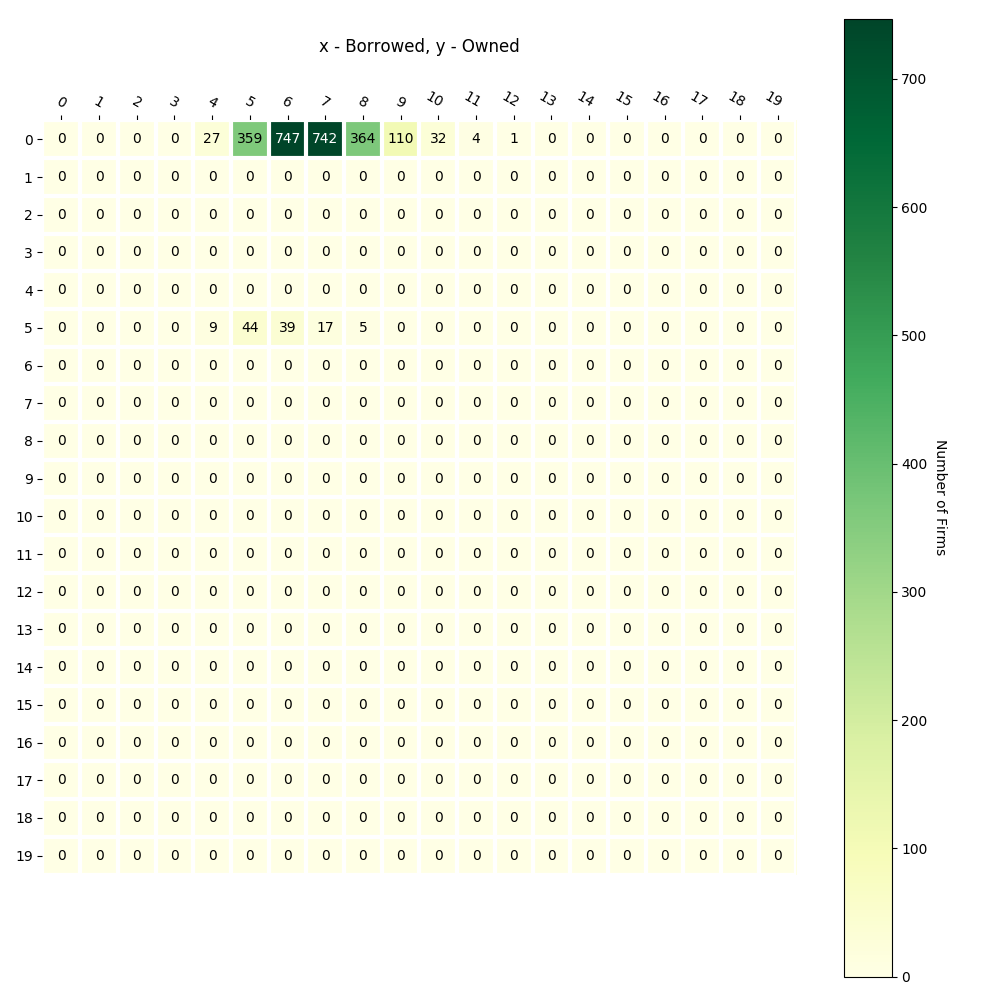 x - Borrowed, y - Owned
0 1 2 3 4 5 6 7 8 9 10 11 12 13 14 15 16 17 18 19
0 0 0 0 0 27 359 747 742 364 110 32 4 1 0 0 0 0 0 0 0
1 0 0 0 0 0 0 0 0 0 0 0 0 0 0 0 0 0 0 0 0
2 0 0 0 0 0 0 0 0 0 0 0 0 0 0 0 0 0 0 0 0
3 0 0 0 0 0 0 0 0 0 0 0 0 0 0 0 0 0 0 0 0
4 0 0 0 0 0 0 0 0 0 0 0 0 0 0 0 0 0 0 0 0
5 0 0 0 0 9 44 39 17 5 0 0 0 0 0 0 0 0 0 0 0
6 0 0 0 0 0 0 0 0 0 0 0 0 0 0 0 0 0 0 0 0
7 0 0 0 0 0 0 0 0 0 0 0 0 0 0 0 0 0 0 0 0
8 0 0 0 0 0 0 0 0 0 0 0 0 0 0 0 0 0 0 0 0
9 0 0 0 0 0 0 0 0 0 0 0 0 0 0 0 0 0 0 0 0
10 0 0 0 0 0 0 0 0 0 0 0 0 0 0 0 0 0 0 0 0
11 0 0 0 0 0 0 0 0 0 0 0 0 0 0 0 0 0 0 0 0
12 0 0 0 0 0 0 0 0 0 0 0 0 0 0 0 0 0 0 0 0
13 0 0 0 0 0 0 0 0 0 0 0 0 0 0 0 0 0 0 0 0
14 0 0 0 0 0 0 0 0 0 0 0 0 0 0 0 0 0 0 0 0
15 0 0 0 0 0 0 0 0 0 0 0 0 0 0 0 0 0 0 0 0
16 0 0 0 0 0 0 0 0 0 0 0 0 0 0 0 0 0 0 0 0
17 0 0 0 0 0 0 0 0 0 0 0 0 0 0 0 0 0 0 0 0
18 0 0 0 0 0 0 0 0 0 0 0 0 0 0 0 0 0 0 0 0
19 0 0 0 0 0 0 0 0 0 0 0 0 0 0 0 0 0 0 0 0
700
600
500
400
300
200
100
0
Number of Firms